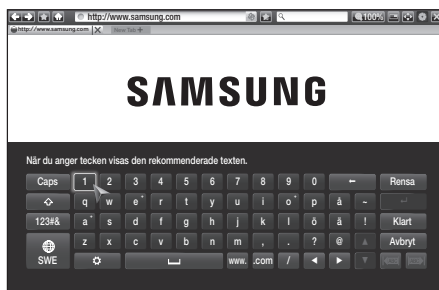 http://www.samsung.com 100%
http://www.samsung.com New Tab +
SAMSUNG
När du anger tecken visas den rekommenderade texten.
Caps 1 2 3 4 5 6 7 8 9 0 ← Rensa
q w e r t y u i o p å ~
123#& a s d f g h j k l ö ä ! Klart
z x c v b n m , . ? @ Avbryt
SWE www. .com /